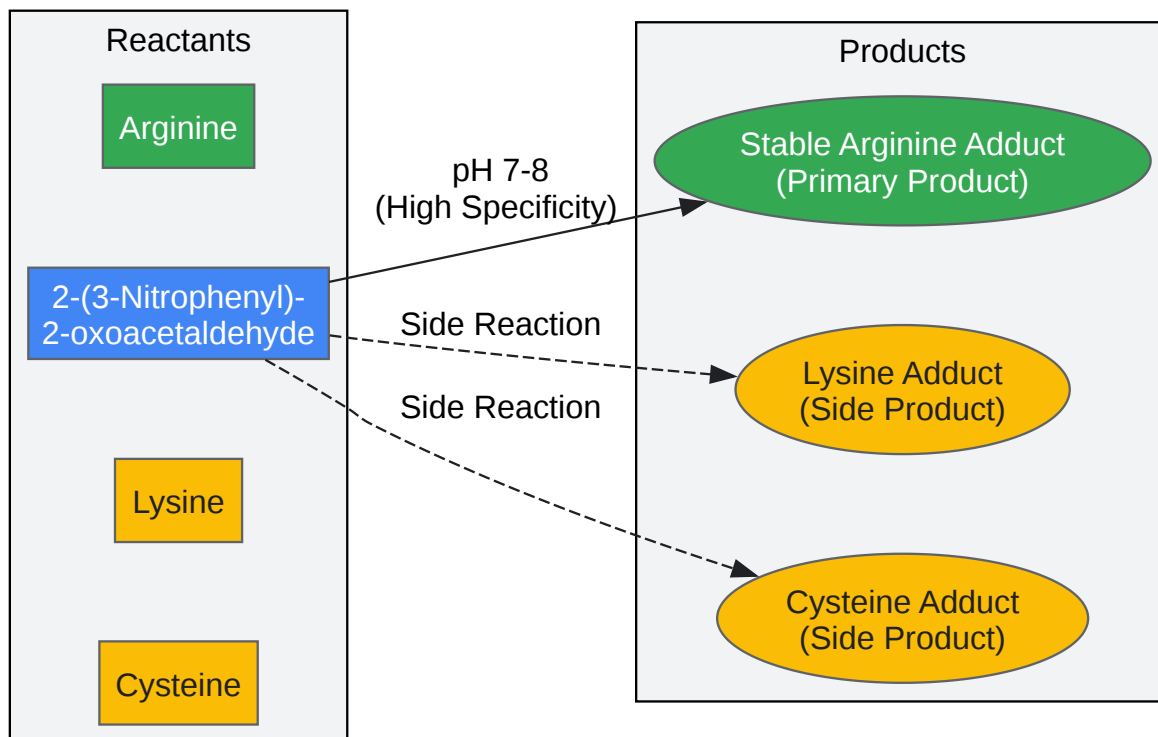 Reactants
Arginine
2-(3-Nitrophenyl)-
2-oxoacetaldehyde
Lysine
Cysteine
pH 7-8
(High Specificity)
Side Reaction
Side Reaction
Products
Stable Arginine Adduct
(Primary Product)
Lysine Adduct
(Side Product)
Cysteine Adduct
(Side Product)